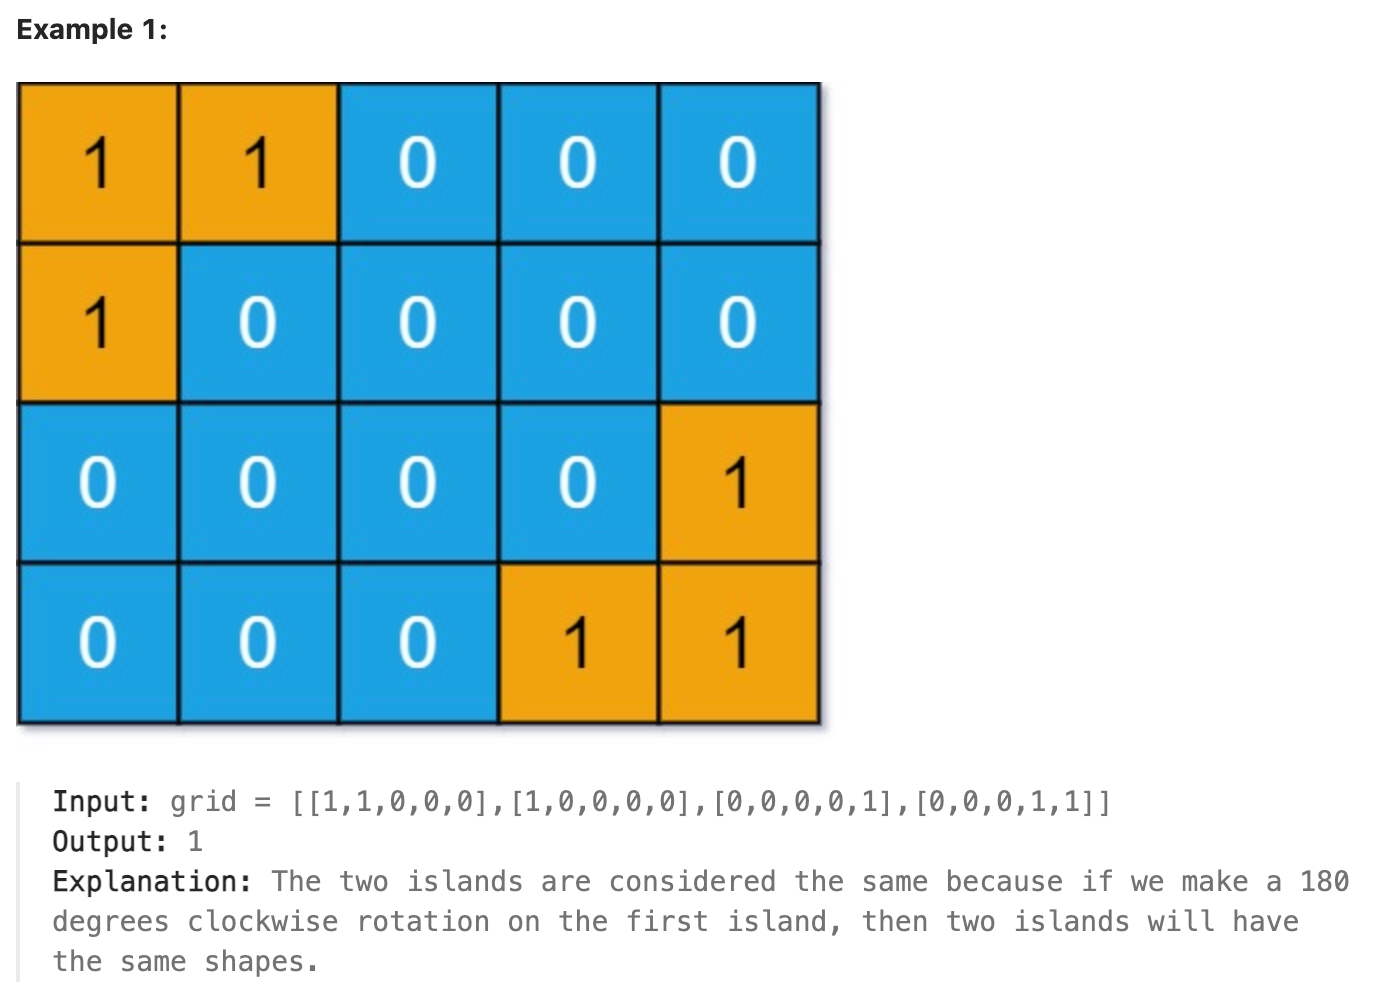 Example 1:
1 1 0 0 0
1 0 0 0 0
0 0 0 0 1
0 0 0 1 1
Input: grid = [[1,1,0,0,0],[1,0,0,0,0],[0,0,0,0,1],[0,0,0,1,1]]
Output: 1
Explanation: The two islands are considered the same because if we make a 180
degrees clockwise rotation on the first island, then two islands will have
the same shapes.